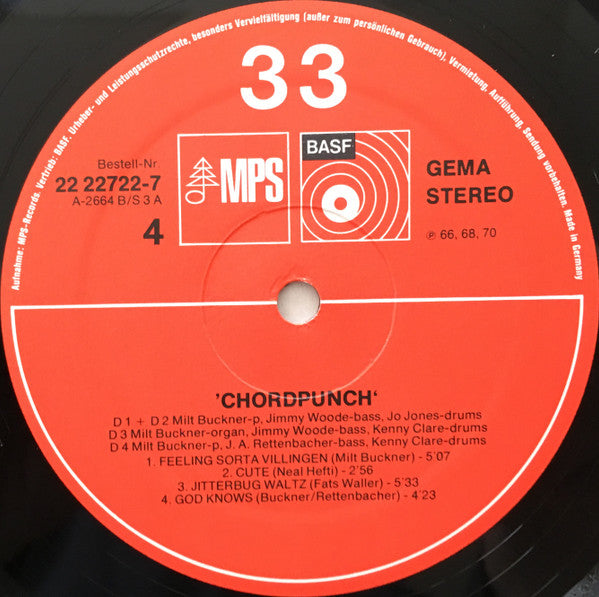 Aufnahme: MPS-Records. Vertrieb: BASF. Urheber- und Leistungsschutzrechte, besonders Vervielfältigung (außer zum persönlichen Gebrauch), Vermietung, Aufführung, Sendung vorbehalten. Made in Germany
33
Bestell-Nr
22 22722-7
A-2664 B/S 3 A
4
MPS
BASF
GEMA
STEREO
℗ 66, 68, 70
'CHORDPUNCH'
D 1 + D 2 Milt Buckner-p, Jimmy Woode-bass, Jo Jones-drums
D 3 Milt Buckner-organ, Jimmy Woode-bass, Kenny Clare-drums
D 4 Milt Buckner-p, J. A. Rettenbacher-bass, Kenny Clare-drums
1. FEELING SORTA VILLINGEN (Milt Buckner) - 5'07
2. CUTE (Neal Hefti) - 2'56
3. JITTERBUG WALTZ (Fats Waller) - 5'33
4. GOD KNOWS (Buckner/Rettenbacher) - 4'23